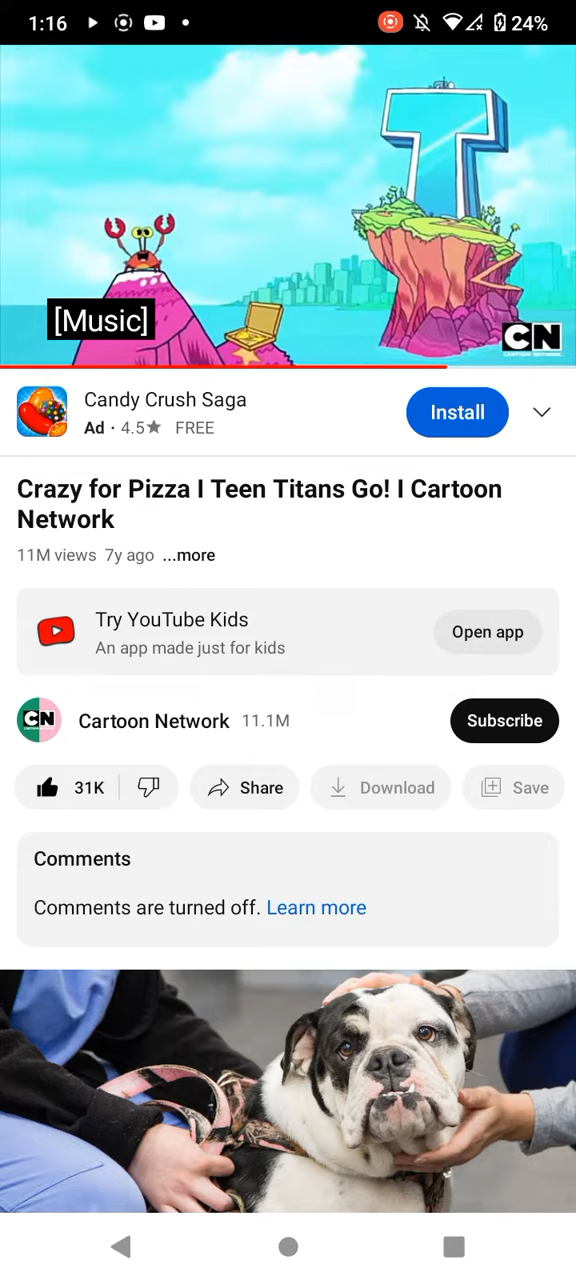 1:16
24%
[Music]
CN
CARTOON NETWORK
Candy Crush Saga
Ad · 4.5★ FREE
Install
Crazy for Pizza I Teen Titans Go! I Cartoon
Network
11M views 7y ago ...more
Try YouTube Kids
An app made just for kids
Open app
CN
Cartoon Network 11.1M
Subscribe
31K
Share
Download
Save
Comments
Comments are turned off. Learn more